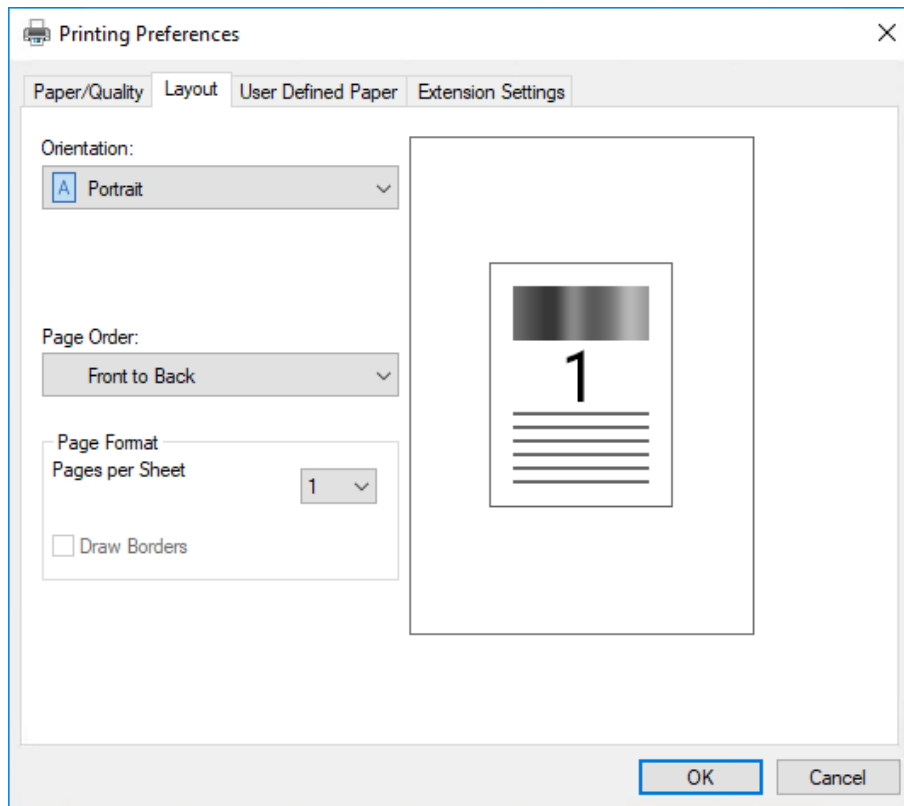 Printing Preferences
Paper/Quality Layout User Defined Paper Extension Settings
Orientation:
A Portrait
Page Order:
Front to Back
Page Format
Pages per Sheet
1
Draw Borders
1
OK Cancel